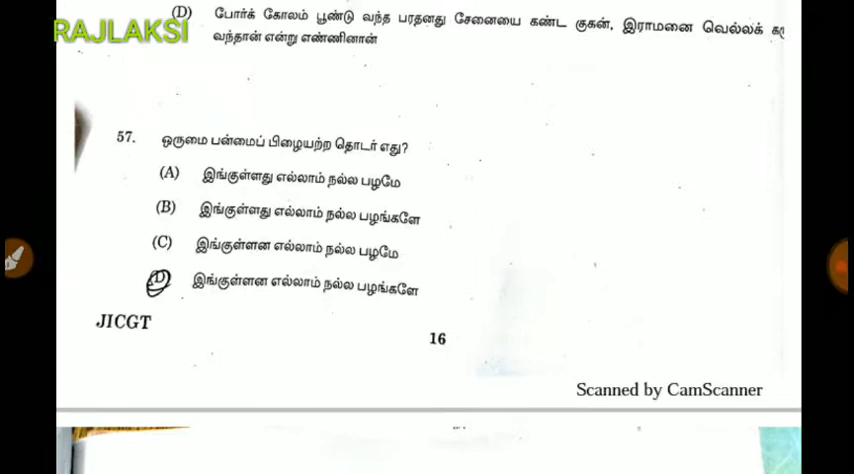 RAJLAKSI
(D) போர்க் கோலம் பூண்டு வந்த பரதனது சேனையை கண்ட குகன், இராமனை வெல்லக்
வந்தான் என்று எண்ணினான்
57. ஒருமை பன்மைப் பிழையற்ற தொடர் எது?
(A) இங்குள்ளது எல்லாம் நல்ல பழமே
(B) இங்குள்ளது எல்லாம் நல்ல பழங்களே
(C) இங்குள்ளன எல்லாம் நல்ல பழமே
(D) இங்குள்ளன எல்லாம் நல்ல பழங்களே
JICGT
16
Scanned by CamScanner